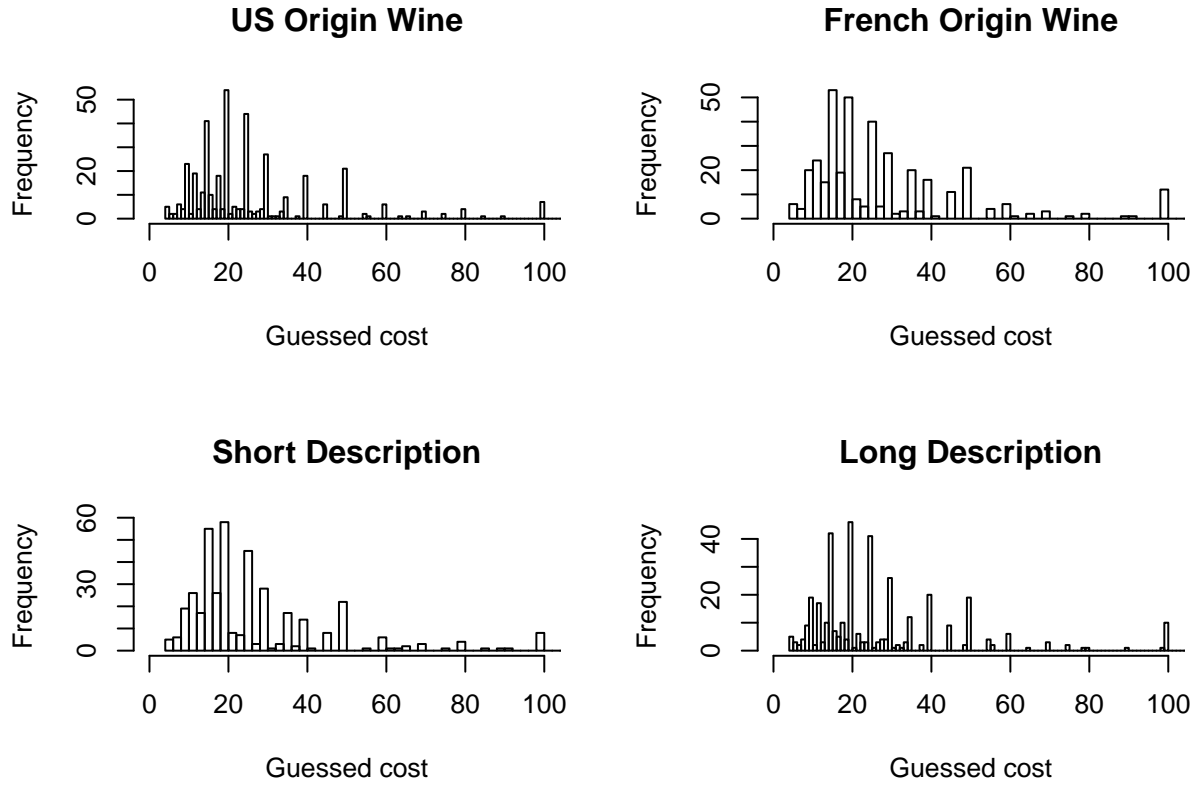 US Origin Wine
Frequency
0 20 50
0 20 40 60 80 100
Guessed cost
French Origin Wine
Frequency
0 20 50
0 20 40 60 80 100
Guessed cost
Short Description
Frequency
0 30 60
0 20 40 60 80 100
Guessed cost
Long Description
Frequency
0 20 40
0 20 40 60 80 100
Guessed cost